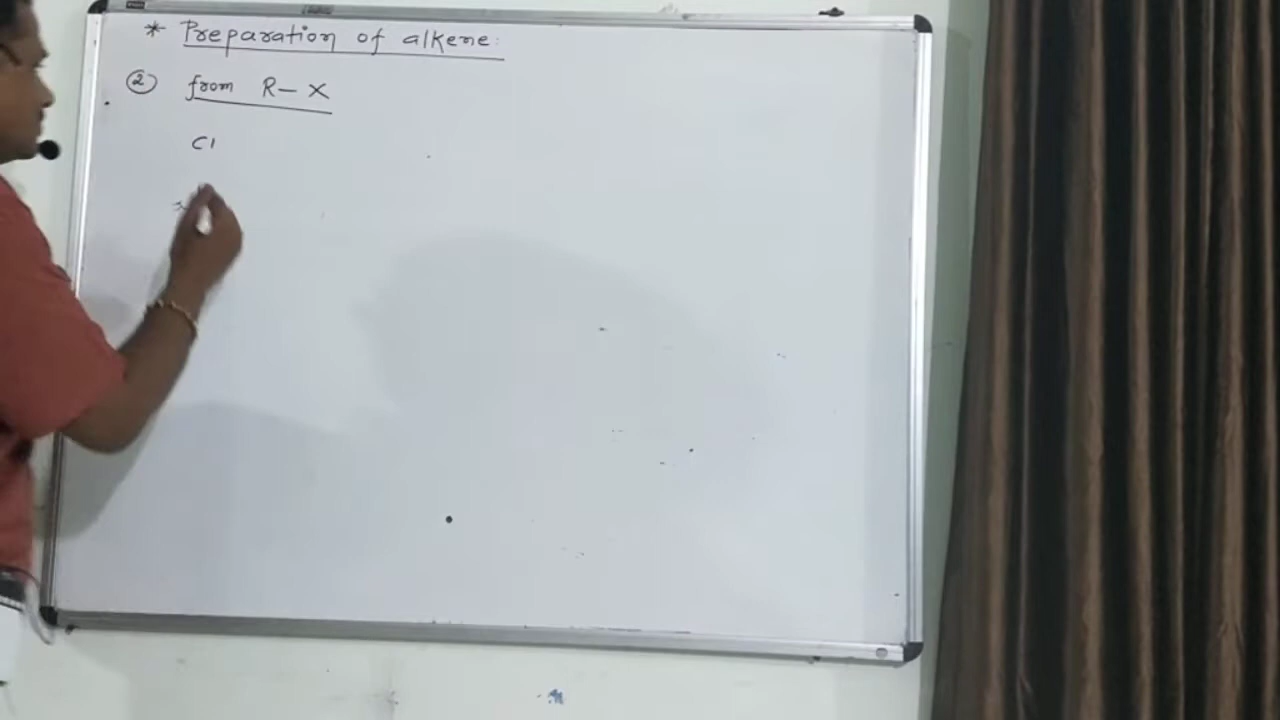 * Preparation of alkene:
② from R - X
Cl